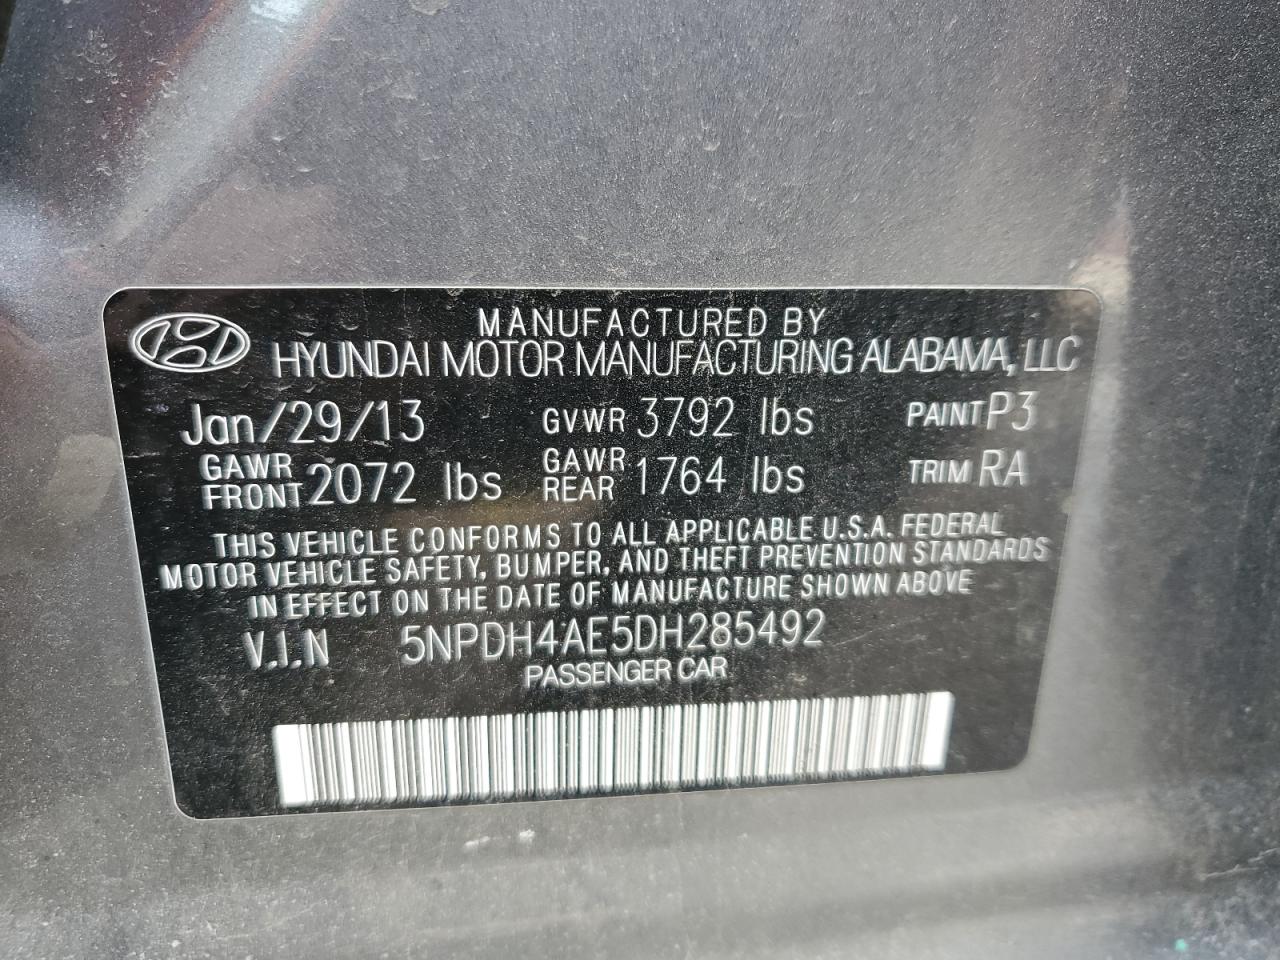 MANUFACTURED BY
HYUNDAI MOTOR MANUFACTURING ALABAMA, LLC
Jan/29/13 GVWR 3792 lbs PAINT P3
GAWR FRONT 2072 lbs GAWR REAR 1764 lbs TRIM RA
THIS VEHICLE CONFORMS TO ALL APPLICABLE U.S.A. FEDERAL
MOTOR VEHICLE SAFETY, BUMPER, AND THEFT PREVENTION STANDARDS
IN EFFECT ON THE DATE OF MANUFACTURE SHOWN ABOVE
V.I.N 5NPDH4AE5DH285492
PASSENGER CAR